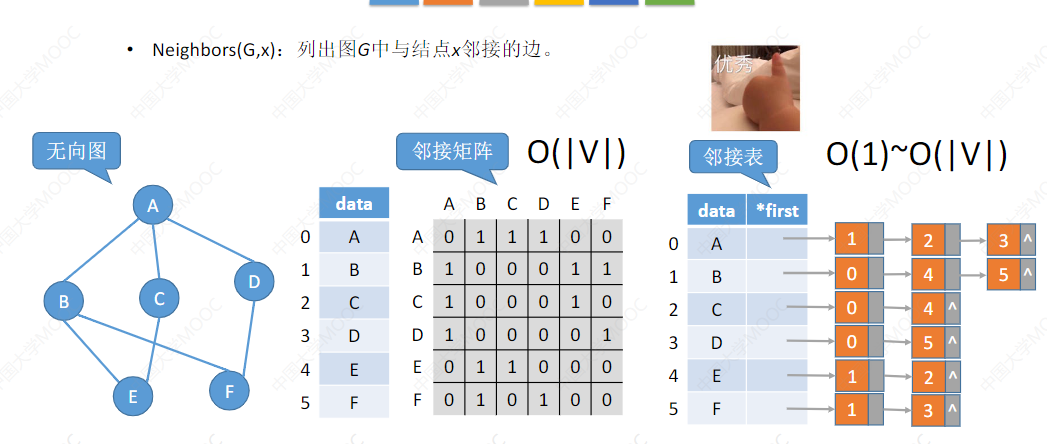 • Neighbors(G,x)：列出图G中与结点x邻接的边。
优秀
无向图
A
B
C
D
E
F
邻接矩阵 O(|V|)
data
0 A
1 B
2 C
3 D
4 E
5 F
A B C D E F
A 0 1 1 1 0 0
B 1 0 0 0 1 1
C 1 0 0 0 1 0
D 1 0 0 0 0 1
E 0 1 1 0 0 0
F 0 1 0 1 0 0
邻接表 O(1)~O(|V|)
data *first
0 A 1 2 3 ^
1 B 0 4 5 ^
2 C 0 4 ^
3 D 0 5 ^
4 E 1 2 ^
5 F 1 3 ^
中国大学MOOC